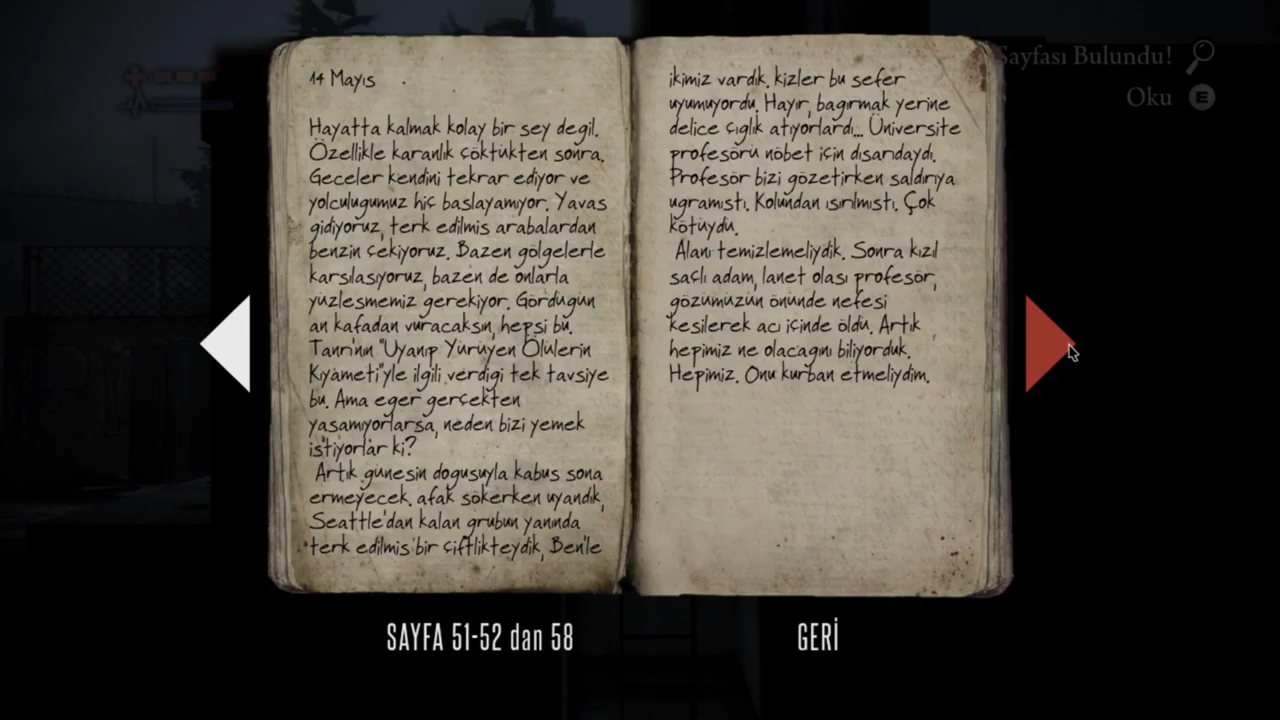 14 Mayıs
Hayatta kalmak kolay bir sey degil.
Özellikle karanlık çöktükten sonra.
Geceler kendini tekrar ediyor ve
yolculugumuz hiç baslayamıyor. Yavas
gidiyoruz, terk edilmis arabalardan
benzin çekiyoruz. Bazen gölgelerle
karsılasıyoruz, bazen de onlarla
yüzlesmemiz gerekiyor. Gördügün
an kafadan vuracaksın, hepsi bu.
Tanrı'nın "Uyanıp Yürüyen Ölülerin
Kıyameti"yle ilgili verdigi tek tavsiye
bu. Ama eger gerçekten
yasamıyorlarsa, neden bizi yemek
istiyorlar ki?
Artık günesin dogusuyla kabus sona
ermeyecek. afak sökerken uyandık,
Seattle'dan kalan grubun yanında
terk edilmis bir çiftlikteydik, Ben'le
ikimiz vardık. kizler bu sefer
uyumuyordu. Hayır, bagırmak yerine
delice çıglık atıyorlardı... Üniversite
profesörü nöbet için dısarıdaydı.
Profesör bizi gözetirken saldırıya
ugramıstı. Kolundan ısırılmıstı. Çok
kötüydü.
Alanı temizlemeliydik. Sonra kızıl
saçlı adam, lanet olası profesör,
gözümüzün önünde nefesi
kesilerek acı içinde öldü. Artık
hepimiz ne olacagını biliyorduk.
Hepimiz. Onu kurban etmeliydim.
Sayfası Bulundu!
Oku E
SAYFA 51-52 dan 58
GERİ